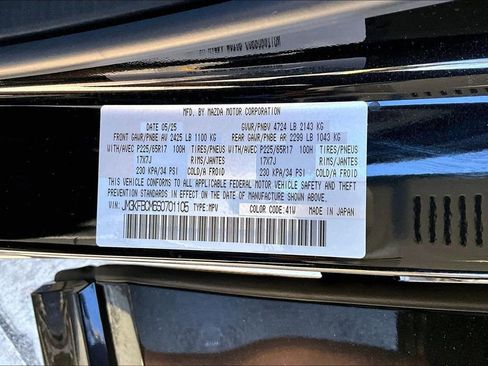 MFD. BY MAZDA MOTOR CORPORATION
DATE 05/25 GVWR/PNBV 4724 LB 2143 KG
FRONT GAWR/PNBE AV 2425 LB 1100 KG REAR GAWR/PNBE AR 2299 LB 1043 KG
WITH/AVEC P225/65R17 100H TIRES/PNEUS WITH/AVEC P225/65R17 100H TIRES/PNEUS
17X7J RIMS/JANTES 17X7J RIMS/JANTES
230 KPA/34 PSI COLD/A FROID 230 KPA/34 PSI COLD/A FROID
THIS VEHICLE CONFORMS TO ALL APPLICABLE FEDERAL MOTOR VEHICLE SAFETY AND THEFT
PREVENTION STANDARDS IN EFFECT ON THE DATE OF MANUFACTURE SHOWN ABOVE.
VIN: JM3KFBCM6S0701105 TYPE:MPV COLOR CODE:41W MADE IN JAPAN